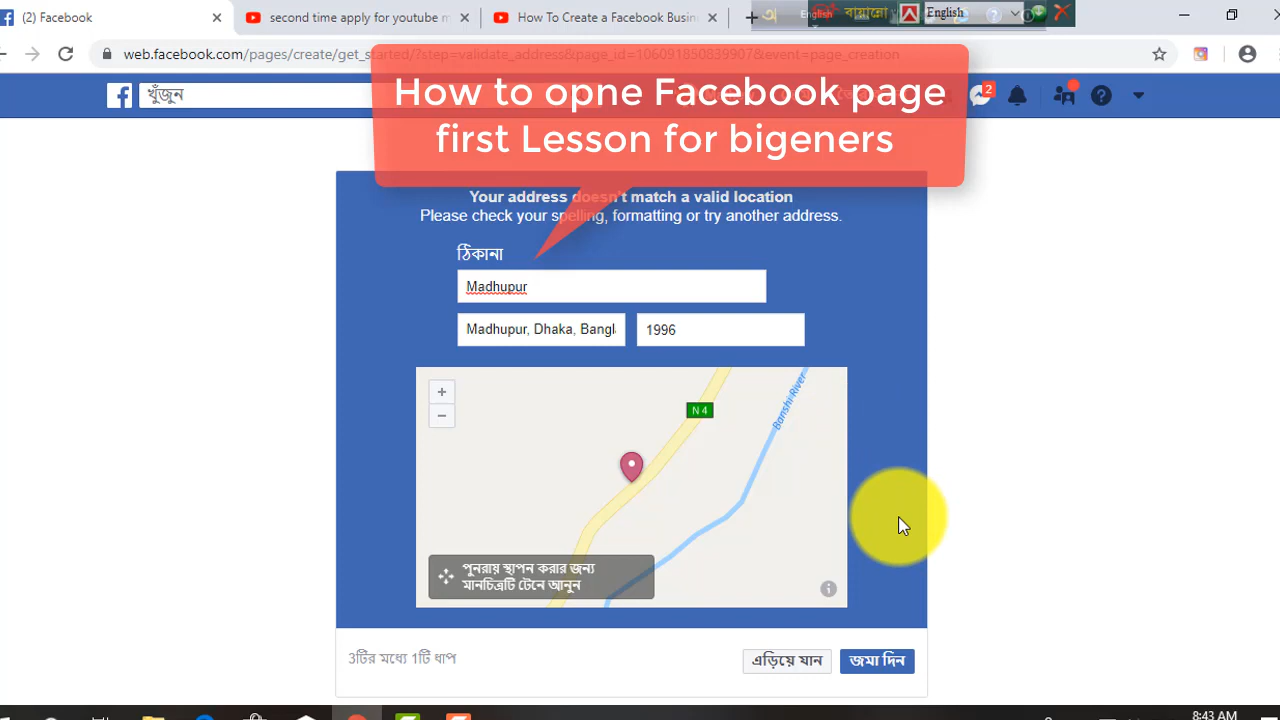 (2) Facebook
second time apply for youtube m
How To Create a Facebook Busin
English
বায়ান্নো
English
web.facebook.com/pages/create/get_started/?step=validate_address&page_id=106091850839907&event=page_creation
খুঁজুন
2
How to opne Facebook page
first Lesson for bigeners
Your address doesn't match a valid location
Please check your spelling, formatting or try another address.
ঠিকানা
Madhupur
Madhupur, Dhaka, Bangl
1996
N 4
Banshi River
পুনরায় স্থাপন করার জন্য
মানচিত্রটি টেনে আনুন
3টির মধ্যে 1টি ধাপ
এড়িয়ে যান
জমা দিন
8:43 AM